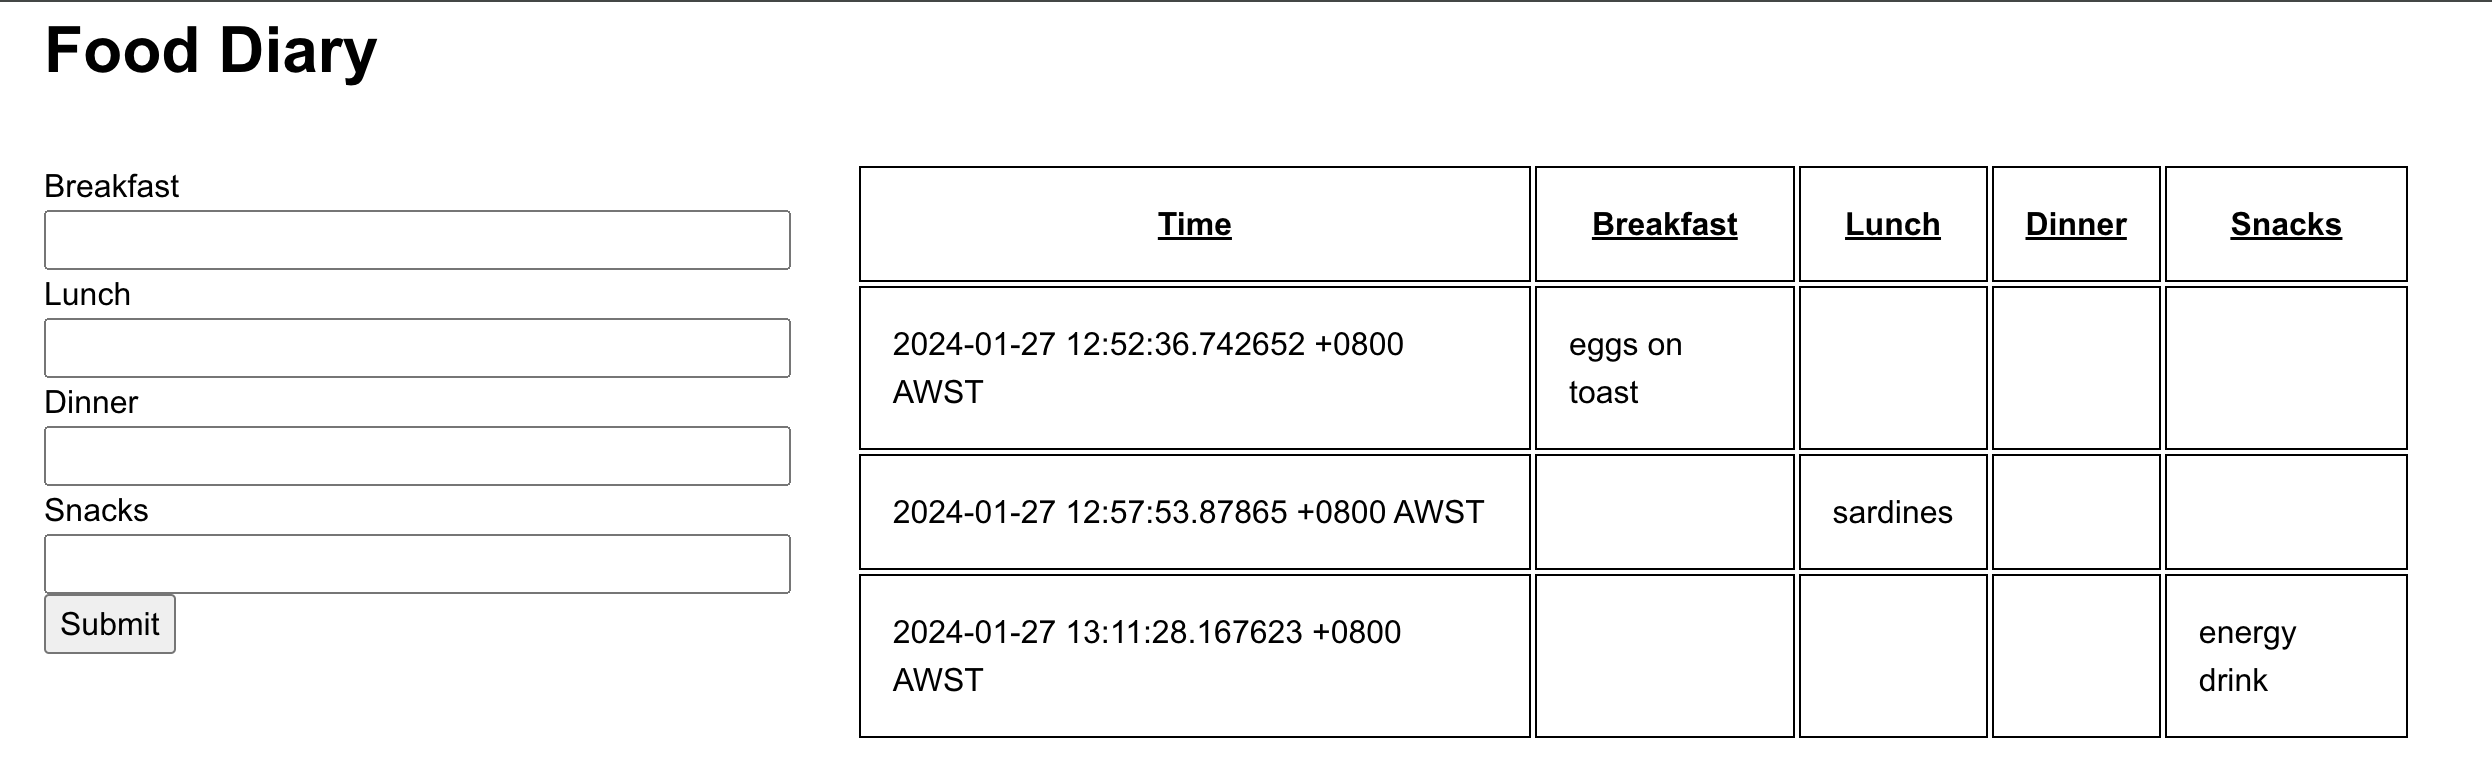 Food Diary
Breakfast
Lunch
Dinner
Snacks
Submit
Time Breakfast Lunch Dinner Snacks
2024-01-27 12:52:36.742652 +0800 eggs on
AWST toast
2024-01-27 12:57:53.87865 +0800 AWST sardines
2024-01-27 13:11:28.167623 +0800 energy
AWST drink